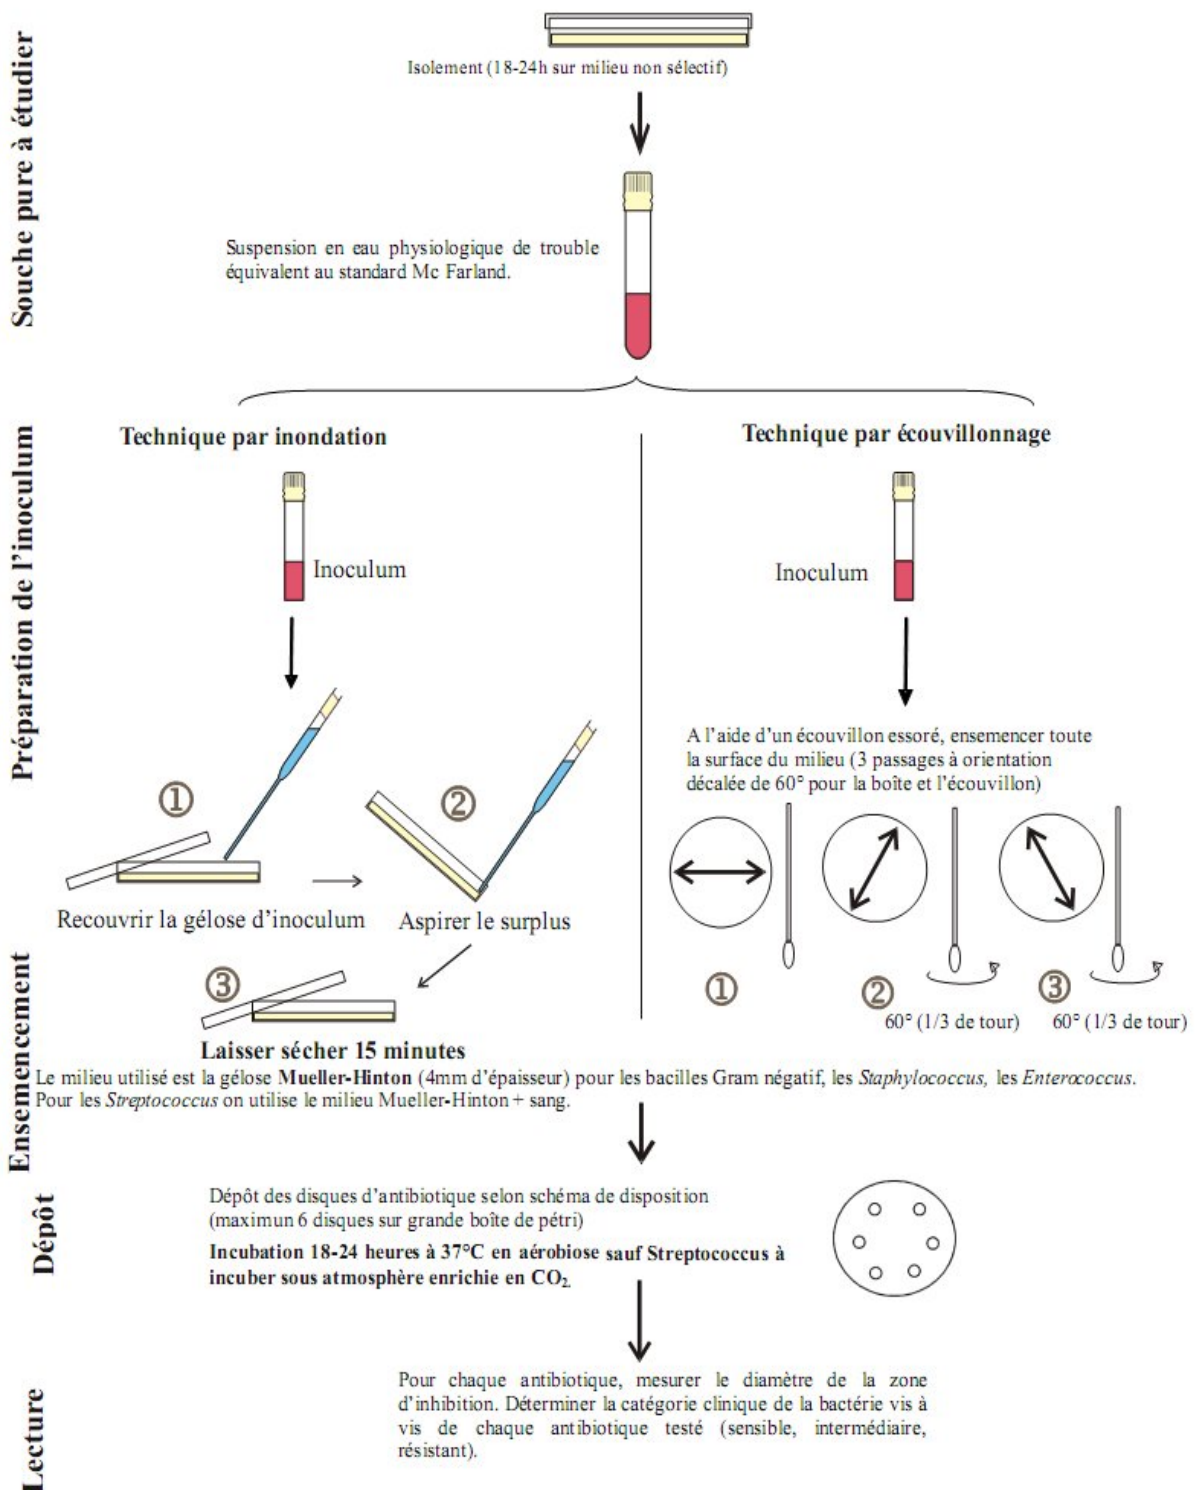 Souche pure à étudier
Isolement (18-24h sur milieu non sélectif)
Suspension en eau physiologique de trouble
équivalent au standard Mc Farland.
Préparation de l'inoculum
Technique par inondation
Inoculum
①
②
Recouvrir la gélose d'inoculum
Aspirer le surplus
③
Laisser sécher 15 minutes
Technique par écouvillonnage
Inoculum
A l'aide d'un écouvillon essoré, ensemencer toute
la surface du milieu (3 passages à orientation
décalée de 60° pour la boîte et l'écouvillon)
①
②
③
60° (1/3 de tour)
60° (1/3 de tour)
Ensemencement
Le milieu utilisé est la gélose Mueller-Hinton (4mm d'épaisseur) pour les bacilles Gram négatif, les Staphylococcus, les Enterococcus.
Pour les Streptococcus on utilise le milieu Mueller-Hinton + sang.
Dépôt
Dépôt des disques d'antibiotique selon schéma de disposition
(maximun 6 disques sur grande boîte de pétri)
Incubation 18-24 heures à 37°C en aérobiose sauf Streptococcus à
incuber sous atmosphère enrichie en CO₂.
Lecture
Pour chaque antibiotique, mesurer le diamètre de la zone
d'inhibition. Déterminer la catégorie clinique de la bactérie vis à
vis de chaque antibiotique testé (sensible, intermédiaire,
résistant).